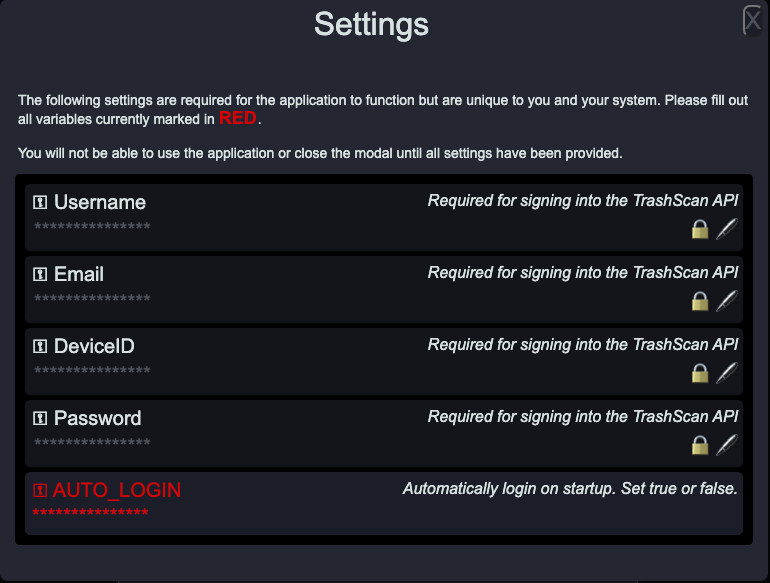 Settings
X
The following settings are required for the application to function but are unique to you and your system. Please fill out
all variables currently marked in RED.
You will not be able to use the application or close the modal until all settings have been provided.
Username
Required for signing into the TrashScan API
***************
Email
Required for signing into the TrashScan API
***************
DeviceID
Required for signing into the TrashScan API
***************
Password
Required for signing into the TrashScan API
***************
AUTO_LOGIN
Automatically login on startup. Set true or false.
***************